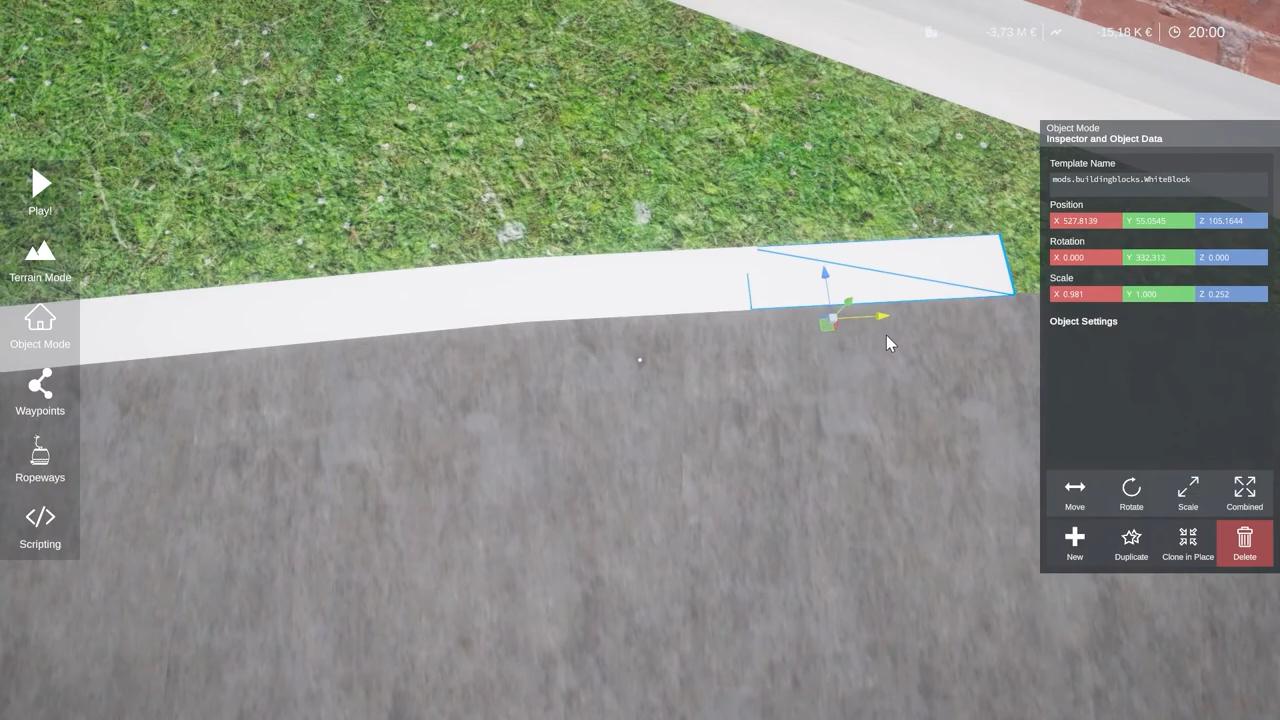 -3,73 M €
-15,18 K €
20:00
Object Mode
Inspector and Object Data
Template Name
mods.buildingblocks.WhiteBlock
Position
X 527.8139 Y 55.0545 Z 105.1644
Rotation
X 0.000 Y 332.312 Z 0.000
Scale
X 0.981 Y 1.000 Z 0.252
Object Settings
Move Rotate Scale Combined
New Duplicate Clone in Place Delete
Play!
Terrain Mode
Object Mode
Waypoints
Ropeways
Scripting